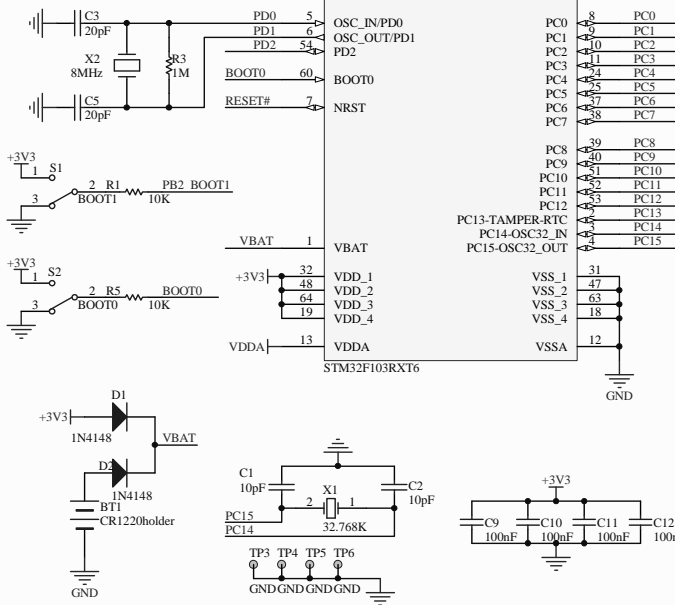 C3
20pF
X2
8MHz
R3
1M
C5
20pF
PD0 5 OSC_IN/PD0
PD1 6 OSC_OUT/PD1
PD2 54 PD2
BOOT0 60 BOOT0
RESET# 7 NRST
PC0 8 PC0
PC1 9 PC1
PC2 10 PC2
PC3 11 PC3
PC4 24 PC4
PC5 25 PC5
PC6 37 PC6
PC7 38 PC7
PC8 39 PC8
PC9 40 PC9
PC10 51 PC10
PC11 52 PC11
PC12 53 PC12
PC13-TAMPER-RTC 2 PC13
PC14-OSC32_IN 3 PC14
PC15-OSC32_OUT 4 PC15
+3V3
1 S1
3 2 R1 PB2 BOOT1
BOOT1 10K
+3V3
1 S2
3 2 R5 BOOT0
BOOT0 10K
VBAT 1 VBAT
+3V3 32 VDD_1
48 VDD_2
64 VDD_3
19 VDD_4
VDDA 13 VDDA
VSS_1 31
VSS_2 47
VSS_3 63
VSS_4 18
VSSA 12
GND
STM32F103RXT6
D1
+3V3
1N4148
VBAT
D2
1N4148
BT1
CR1220holder
GND
C1
10pF
X1
2 1
32.768K
C2
10pF
PC15
PC14
TP3 TP4 TP5 TP6
GND GND GND GND
+3V3
C9 C10 C11 C12
100nF 100nF 100nF